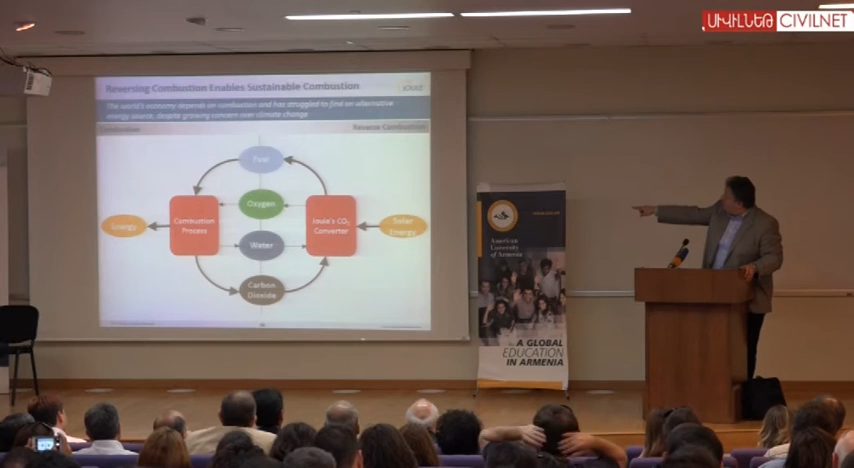 ՍԻՎԻԼՆԵԹ CIVILNET
Reversing Combustion Enables Sustainable Combustion
The world's economy depends on combustion and has struggled to find an alternative
energy source, despite growing concern over climate change
Combustion
Reverse Combustion
Fuel
Oxygen
Combustion
Process
Joule's CO₂
Converter
Energy
Solar
Energy
Water
Carbon
Dioxide
American
University
of Armenia
A GLOBAL
EDUCATION
IN ARMENIA